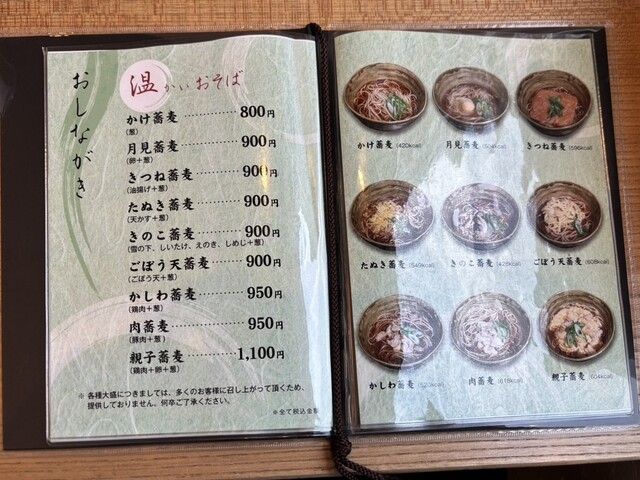 おしながき
温かいおそば
かけ蕎麦 ………… 800円
(葱)
月見蕎麦 ………… 900円
(卵+葱)
きつね蕎麦 ……… 900円
(油揚げ+葱)
たぬき蕎麦 ……… 900円
(天かす+葱)
きのこ蕎麦 ……… 900円
(雪の下、しいたけ、えのき、しめじ+葱)
ごぼう天蕎麦 …… 900円
(ごぼう天+葱)
かしわ蕎麦 ……… 950円
(鶏肉+葱)
肉蕎麦 …………… 950円
(豚肉+葱)
親子蕎麦 ………… 1,100円
(鶏肉+卵+葱)
※各種大盛につきましては、多くのお客様に召し上がって頂くため、
提供しておりません。何卒ご了承ください。
※全て税込金額
かけ蕎麦 (420kcal) 月見蕎麦 (504kcal) きつね蕎麦 (596kcal)
たぬき蕎麦 (549kcal) きのこ蕎麦 (428kcal) ごぼう天蕎麦 (608kcal)
かしわ蕎麦 (520kcal) 肉蕎麦 (618kcal) 親子蕎麦 (604kcal)